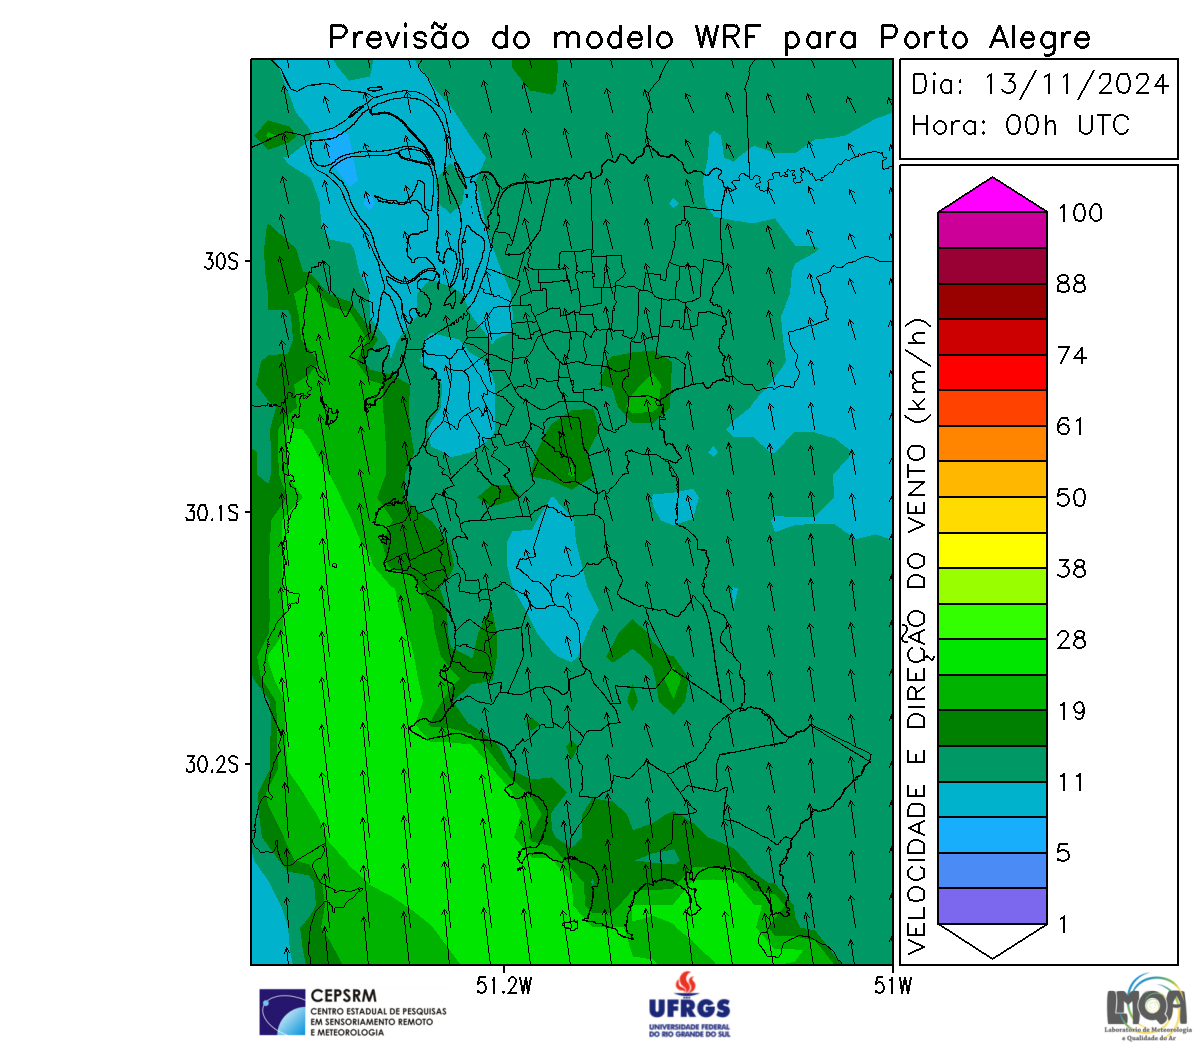 Previsão do modelo WRF para Porto Alegre
Dia: 13/11/2024
Hora: 00h UTC
VELOCIDADE E DIREÇÃO DO VENTO (km/h)
100
88
74
61
50
38
28
19
11
5
1
30S
30.1S
30.2S
51.2W
51W
CEPSRM
CENTRO ESTADUAL DE PESQUISAS
EM SENSORIAMENTO REMOTO
E METEOROLOGIA
UFRGS
UNIVERSIDADE FEDERAL
DO RIO GRANDE DO SUL
LMQA
Laboratório de Meteorologia
e Qualidade do Ar